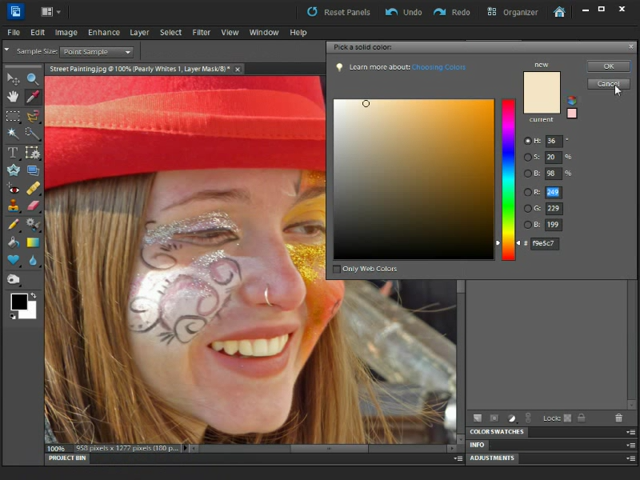 Reset Panels Undo Redo Organizer
File Edit Image Enhance Layer Select Filter View Window Help
Sample Size: Point Sample
Pick a solid color:
Street Painting.jpg @ 100% (Pearly Whites 1, Layer Mask/8) * ×
Learn more about: Choosing Colors
new
OK
Cancel
current
H: 36 °
S: 20 %
B: 98 %
R: 249
G: 229
B: 199
# f9e5c7
Only Web Colors
T
Lock:
COLOR SWATCHES
INFO
ADJUSTMENTS
100%
PROJECT BIN